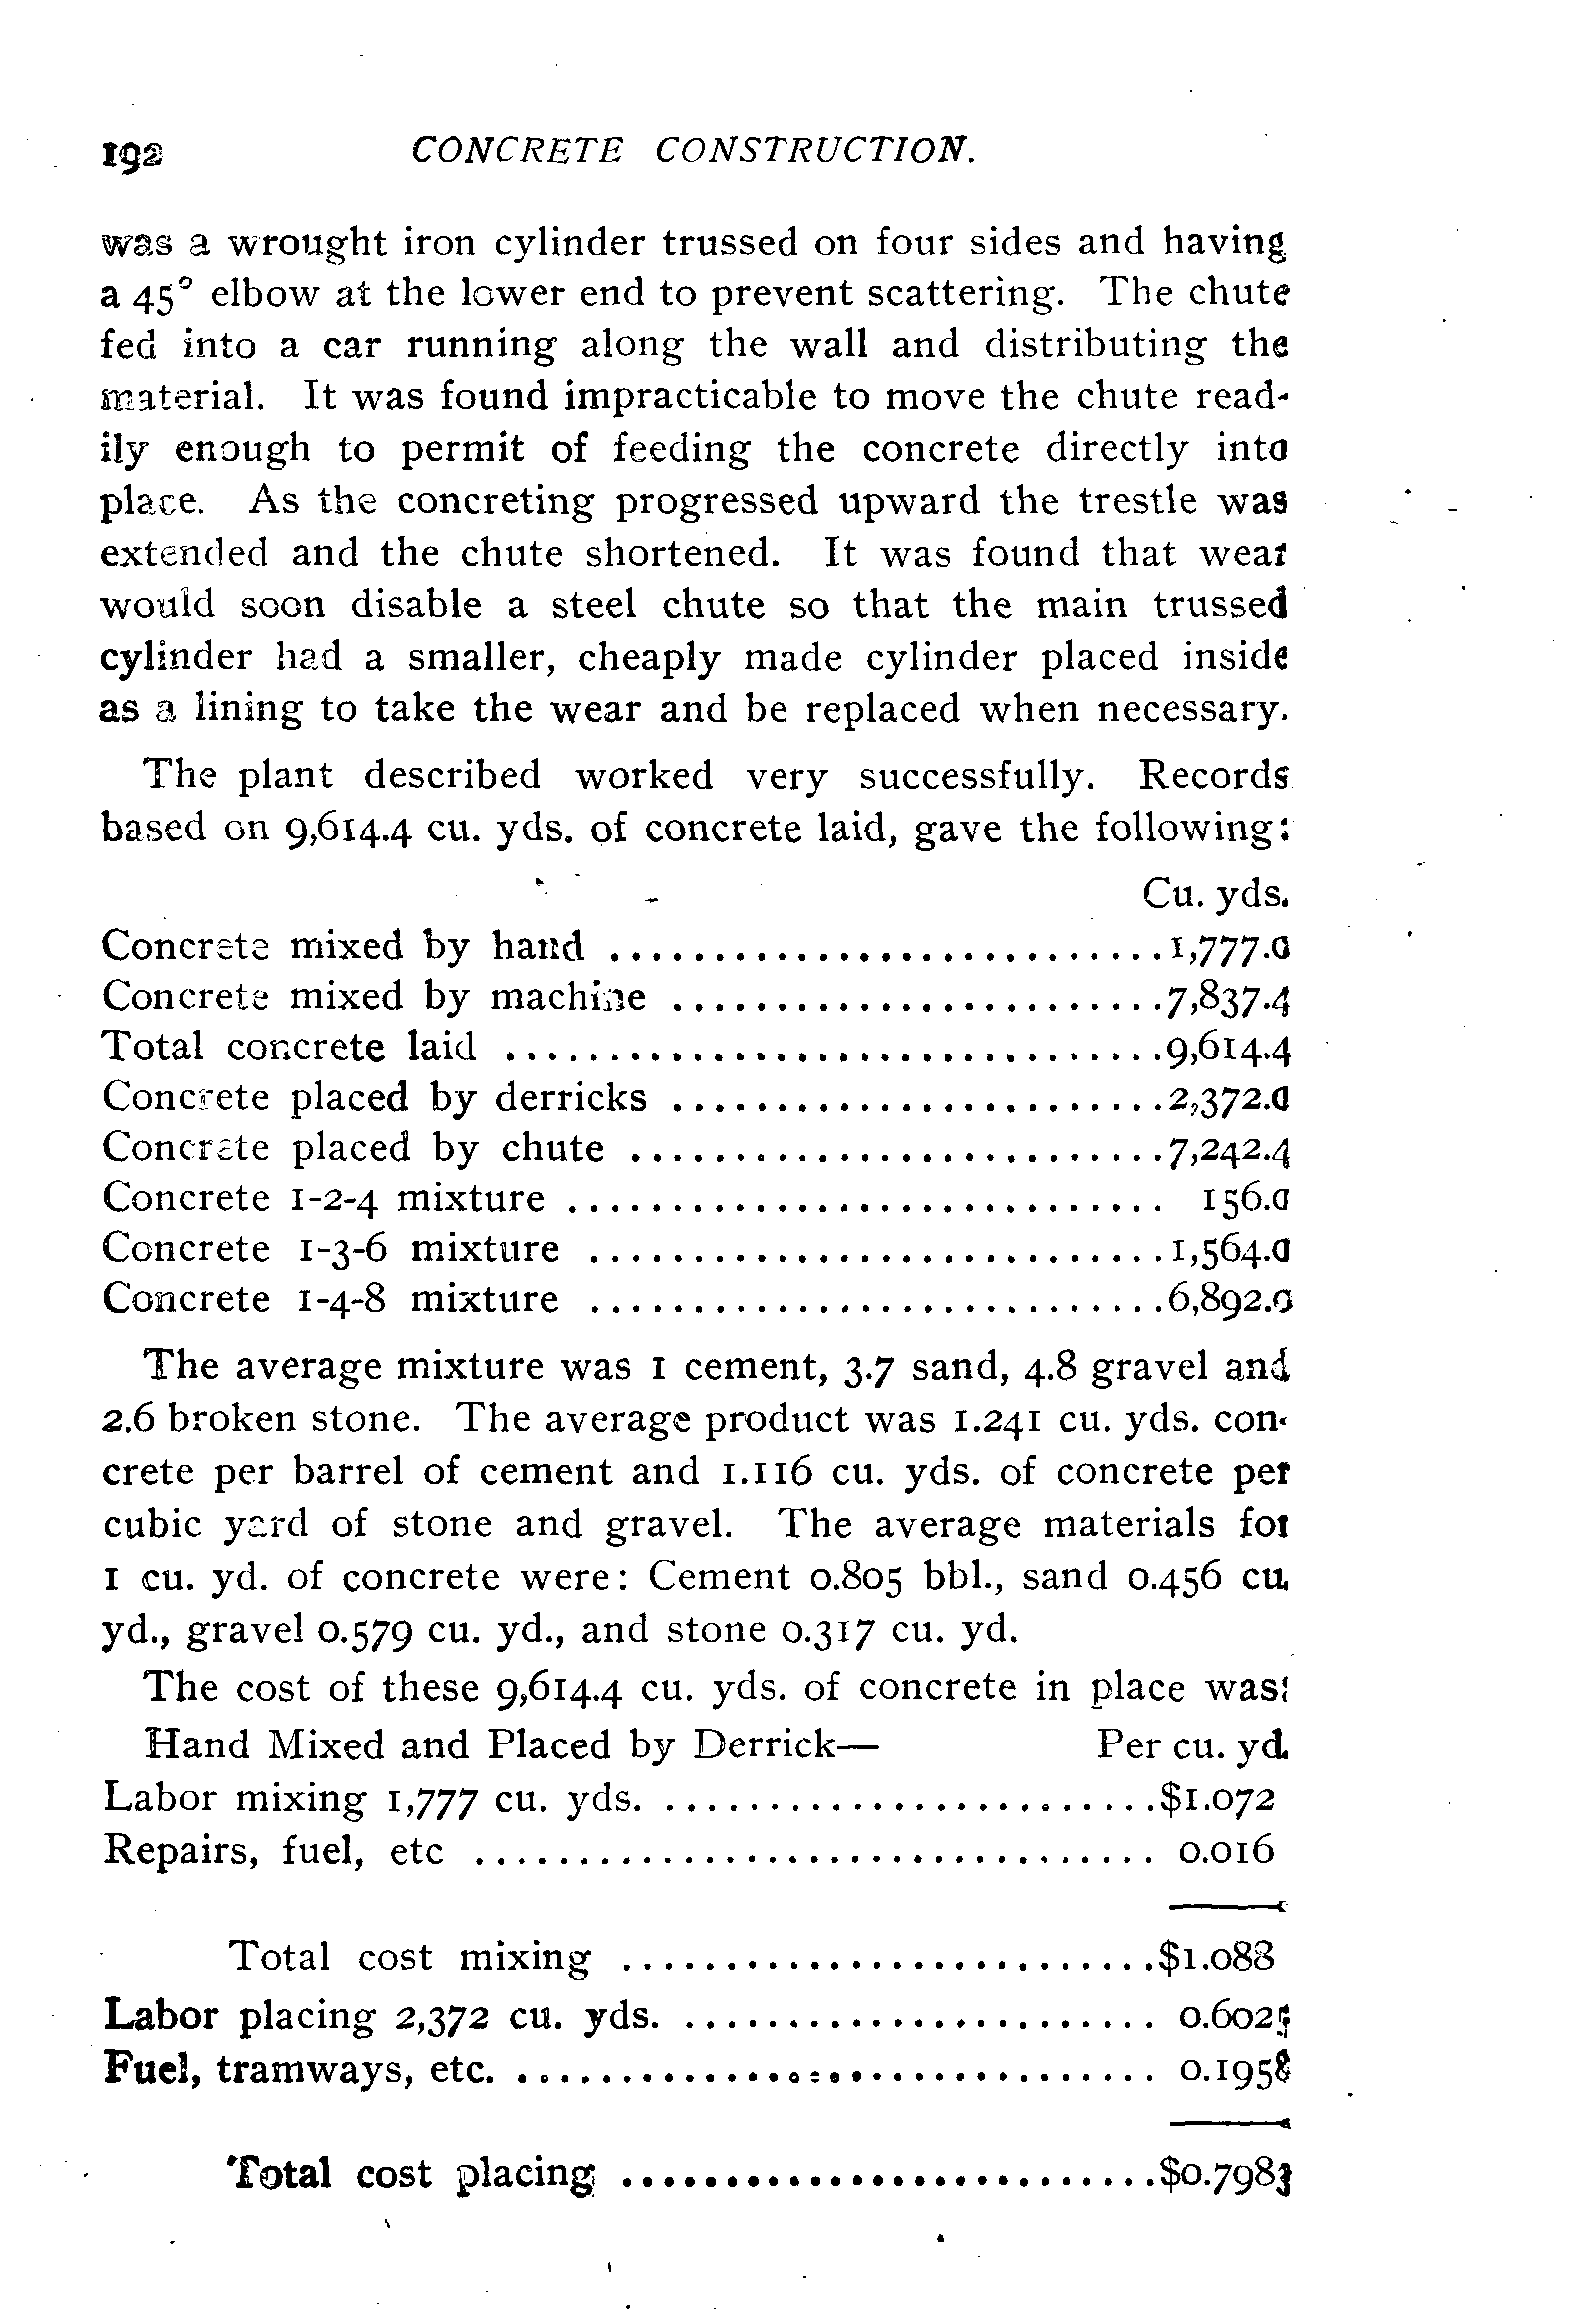 192 CONCRETE CONSTRUCTION.
was a wrought iron cylinder trussed on four sides and having
a 45° elbow at the lower end to prevent scattering. The chute
fed into a car running along the wall and distributing the
material. It was found impracticable to move the chute read-
ily enough to permit of feeding the concrete directly into
place. As the concreting progressed upward the trestle was
extended and the chute shortened. It was found that wear
would soon disable a steel chute so that the main trussed
cylinder had a smaller, cheaply made cylinder placed inside
as a lining to take the wear and be replaced when necessary.
The plant described worked very successfully. Records
based on 9,614.4 cu. yds. of concrete laid, gave the following:
Cu. yds.
Concrete mixed by hand ...........................1,777.0
Concrete mixed by machine ........................7,837.4
Total concrete laid ................................9,614.4
Concrete placed by derricks ........................2,372.0
Concrete placed by chute ..........................7,242.4
Concrete 1-2-4 mixture ............................. 156.0
Concrete 1-3-6 mixture ............................1,564.0
Concrete 1-4-8 mixture ............................6,892.0
The average mixture was 1 cement, 3.7 sand, 4.8 gravel and
2.6 broken stone. The average product was 1.241 cu. yds. con-
crete per barrel of cement and 1.116 cu. yds. of concrete per
cubic yard of stone and gravel. The average materials for
1 cu. yd. of concrete were: Cement 0.805 bbl., sand 0.456 cu.
yd., gravel 0.579 cu. yd., and stone 0.317 cu. yd.
The cost of these 9,614.4 cu. yds. of concrete in place was:
Hand Mixed and Placed by Derrick— Per cu. yd.
Labor mixing 1,777 cu. yds. ........................$1.072
Repairs, fuel, etc ................................. 0.016
Total cost mixing ..........................$1.088
Labor placing 2,372 cu. yds. ....................... 0.6025
Fuel, tramways, etc. ............................... 0.1958
Total cost placing ..........................$0.7983